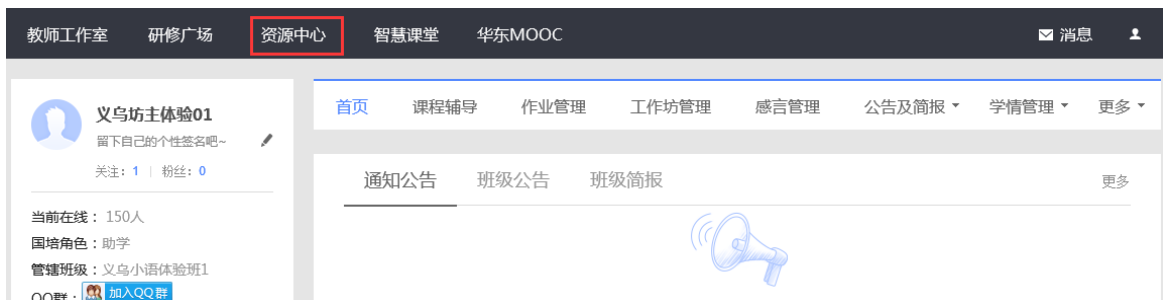 教师工作室 研修广场 资源中心 智慧课堂 华东MOOC 消息
义乌坊主体验01
留下自己的个性签名吧~
关注：1 | 粉丝：0
当前在线：150人
国培角色：助学
管辖班级：义乌小语体验班1
QQ群：加入QQ群
首页 课程辅导 作业管理 工作坊管理 感言管理 公告及简报 学情管理 更多
通知公告 班级公告 班级简报 更多